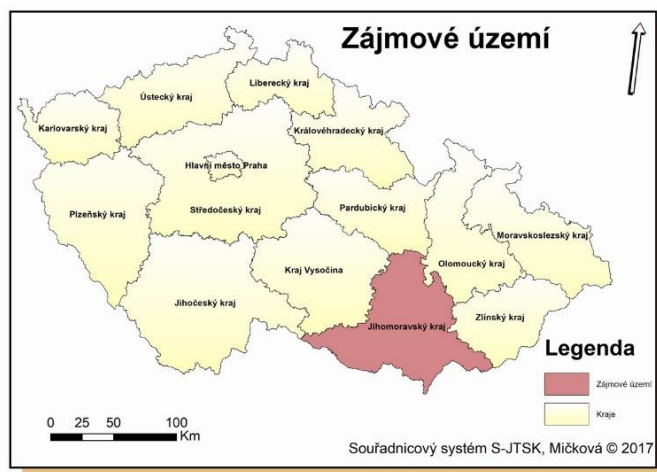 Zájmové území
Liberecký kraj
Ústecký kraj
Karlovarský kraj
Královéhradecký kraj
Hlavní město Praha
Plzeňský kraj
Středočeský kraj
Pardubický kraj
Moravskoslezský kraj
Olomoucký kraj
Kraj Vysočina
Jihočeský kraj
Jihomoravský kraj
Zlínský kraj
Legenda
Zájmové území
Kraje
0 25 50 100
Km
Souřadnicový systém S-JTSK, Mičková © 2017